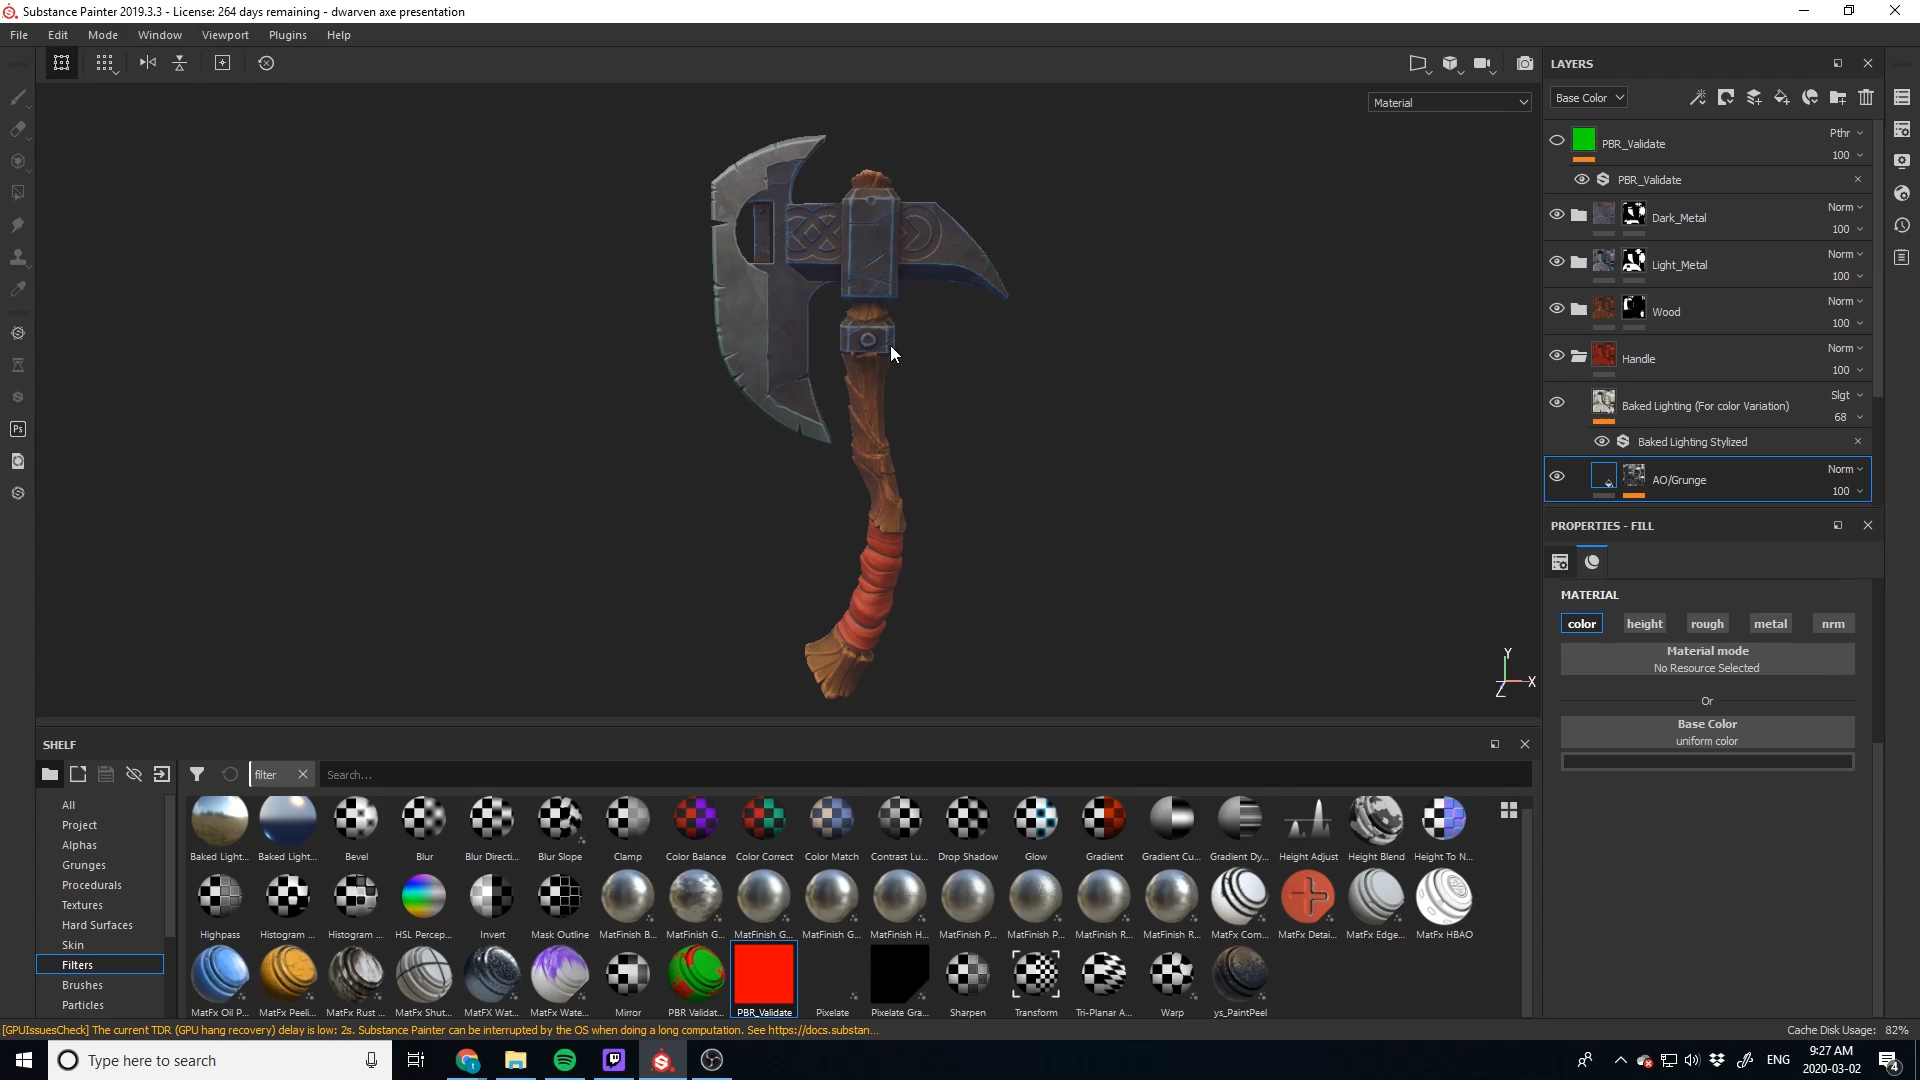 Substance Painter 2019.3.3 - License: 264 days remaining - dwarven axe presentation
File Edit Mode Window Viewport Plugins Help
Material
LAYERS
Base Color
PBR_Validate
Pthr
100
PBR_Validate
Dark_Metal
Norm
100
Light_Metal
Norm
100
Wood
Norm
100
Handle
Norm
100
Baked Lighting (For color Variation)
Slgt
68
Baked Lighting Stylized
AO/Grunge
Norm
100
PROPERTIES - FILL
MATERIAL
color height rough metal nrm
Material mode
No Resource Selected
Or
Base Color
uniform color
Y
X
Z
SHELF
filter
Search...
All
Project
Alphas
Grunges
Procedurals
Textures
Hard Surfaces
Skin
Filters
Brushes
Particles
Baked Light... Baked Light... Bevel Blur Blur Directi... Blur Slope Clamp Color Balance Color Correct Color Match Contrast Lu... Drop Shadow Glow Gradient Gradient Cu... Gradient Dy... Height Adjust Height Blend Height To N...
Highpass Histogram ... Histogram ... HSL Percep... Invert Mask Outline MatFinish B... MatFinish G... MatFinish G... MatFinish G... MatFinish H... MatFinish P... MatFinish P... MatFinish R... MatFinish R... MatFx Com... MatFx Detai... MatFx Edge... MatFx HBAO
MatFx Oil P... MatFx Peeli... MatFX Rust ... MatFx Shut... MatFX Wat... MatFx Wate... Mirror PBR Validat... PBR_Validate Pixelate Pixelate Gra... Sharpen Transform Tri-Planar A... Warp ys_PaintPeel
[GPUIssuesCheck] The current TDR (GPU hang recovery) delay is low: 2s. Substance Painter can be interrupted by the OS when doing a long computation. See https://docs.substan...
Cache Disk Usage: 82%
Type here to search
Ps
ENG
9:27 AM
2020-03-02
4